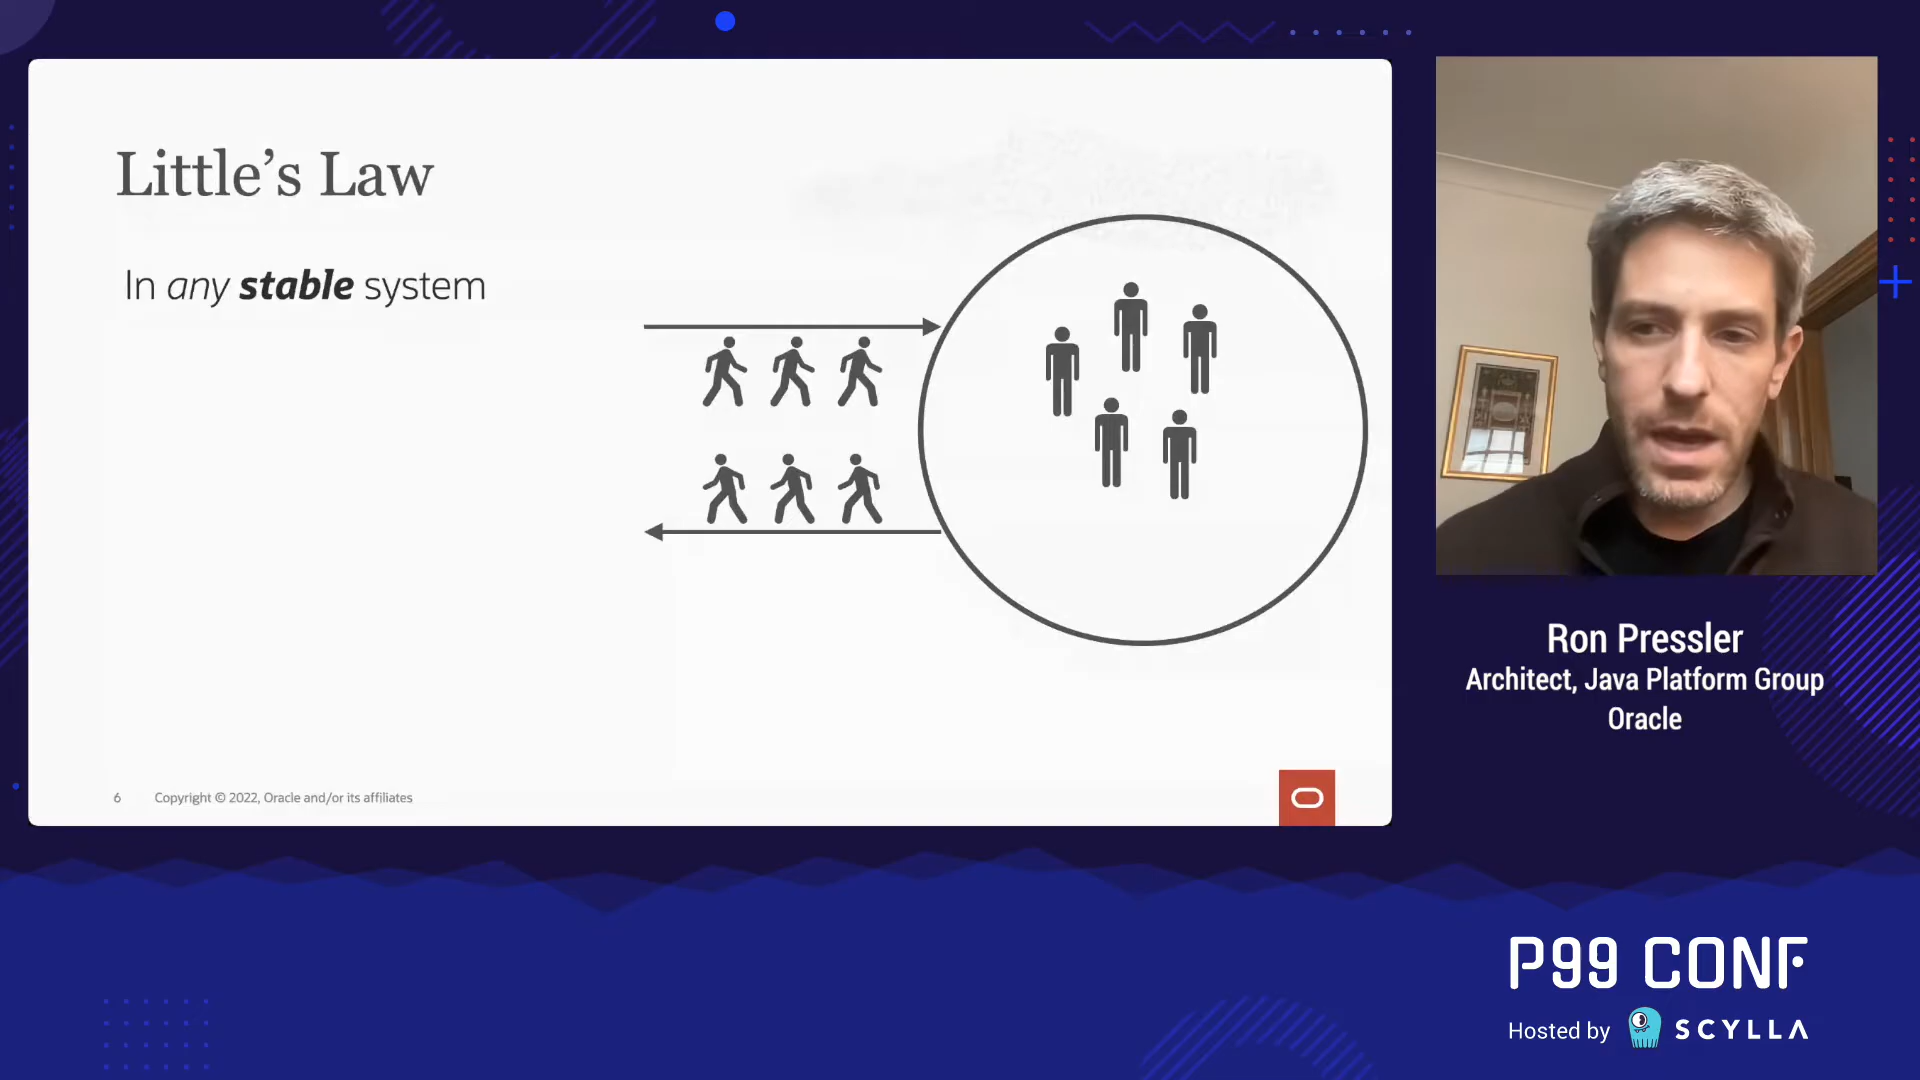 Little's Law
In any stable system
6 Copyright © 2022, Oracle and/or its affiliates
Ron Pressler
Architect, Java Platform Group
Oracle
P99 CONF
Hosted by SCYLLA